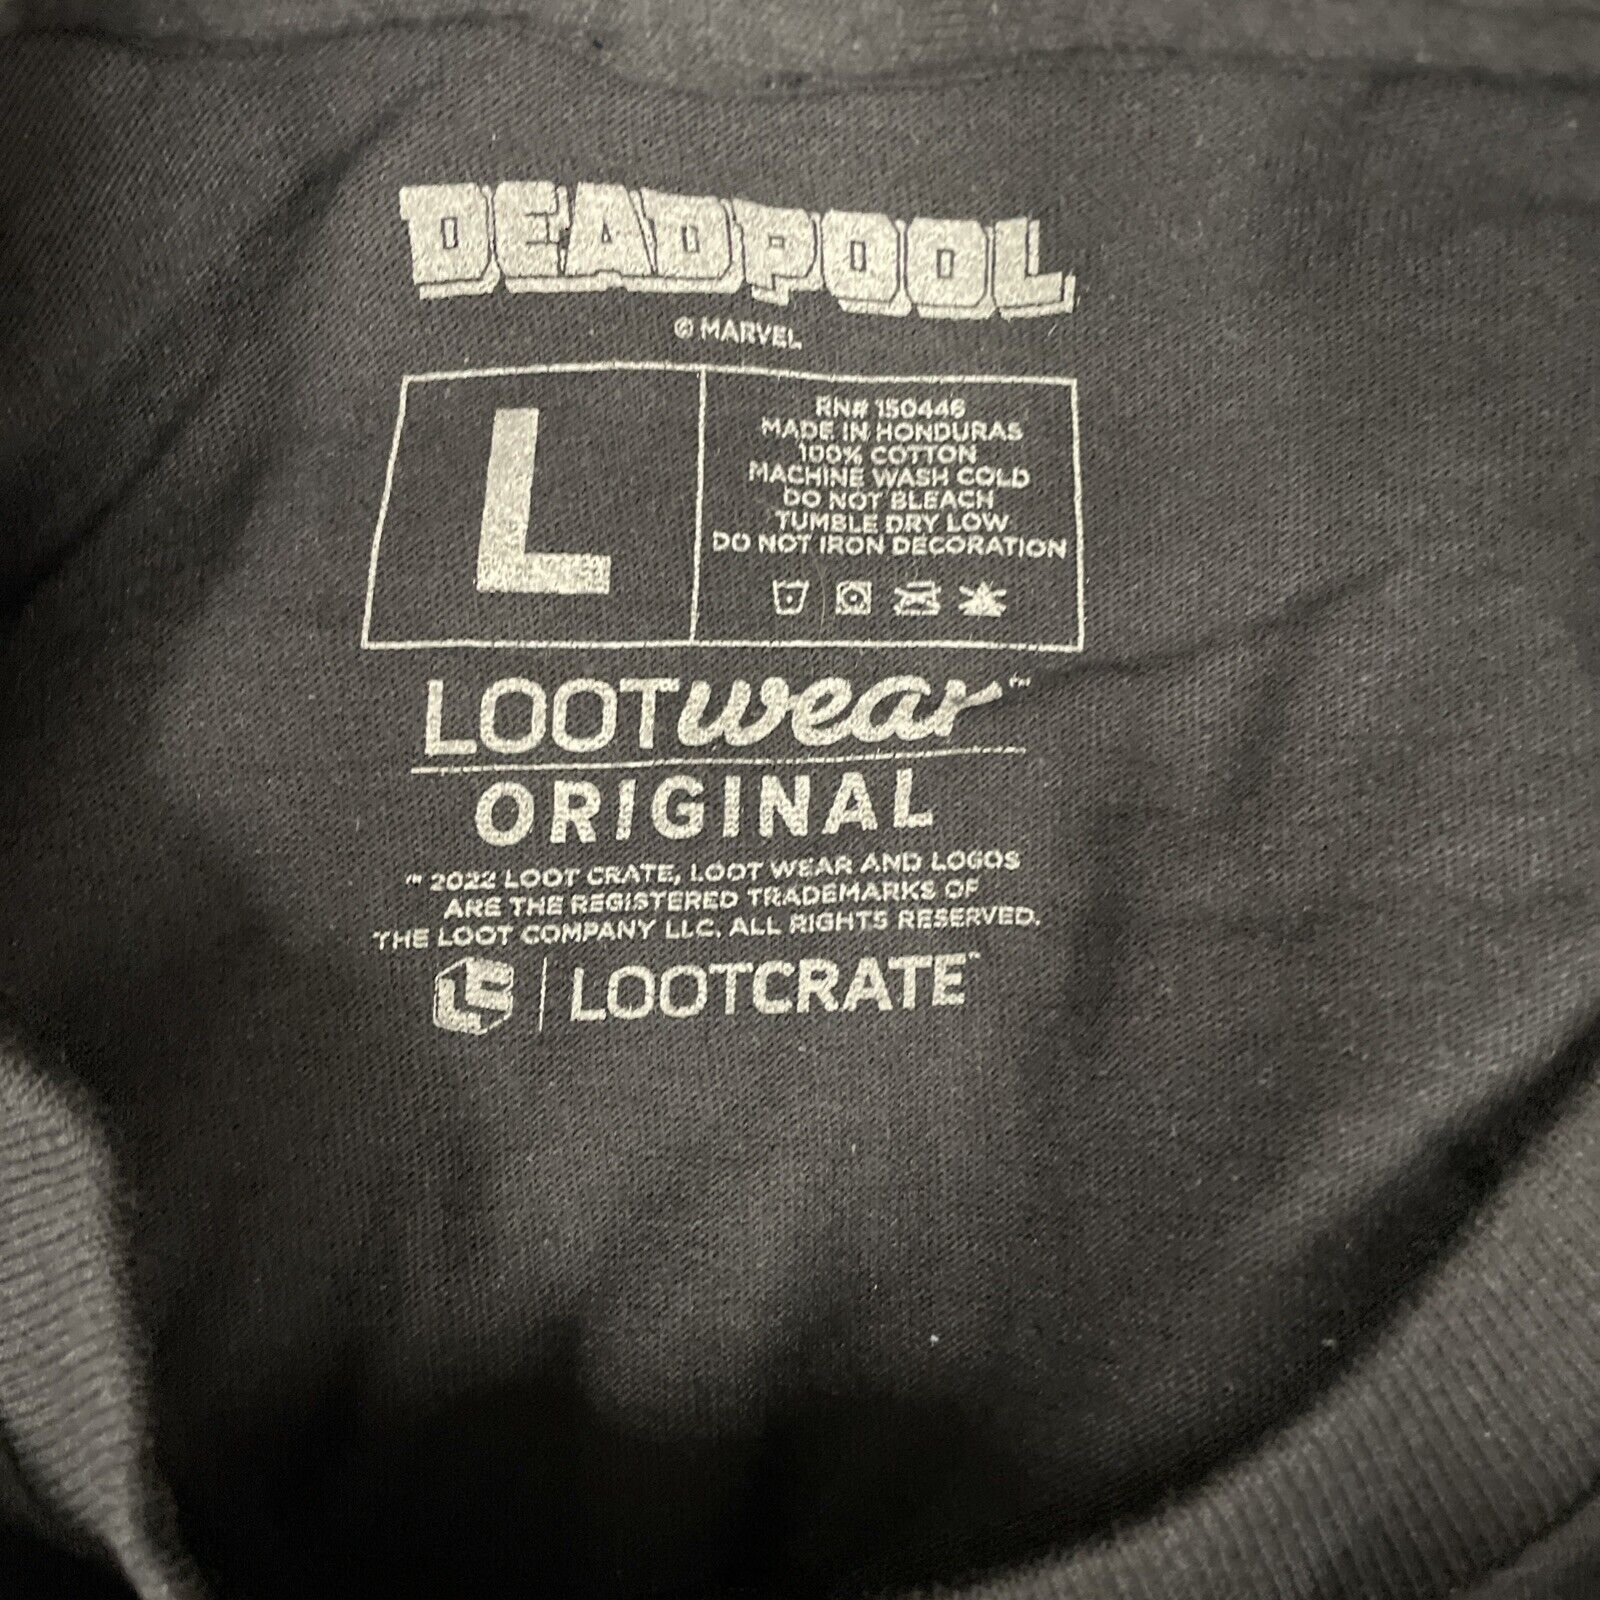 DEADPOOL
© MARVEL
L
RN# 150446
MADE IN HONDURAS
100% COTTON
MACHINE WASH COLD
DO NOT BLEACH
TUMBLE DRY LOW
DO NOT IRON DECORATION
LOOTwear™
ORIGINAL
™ 2022 LOOT CRATE, LOOT WEAR AND LOGOS
ARE THE REGISTERED TRADEMARKS OF
THE LOOT COMPANY LLC. ALL RIGHTS RESERVED.
LC | LOOTCRATE™